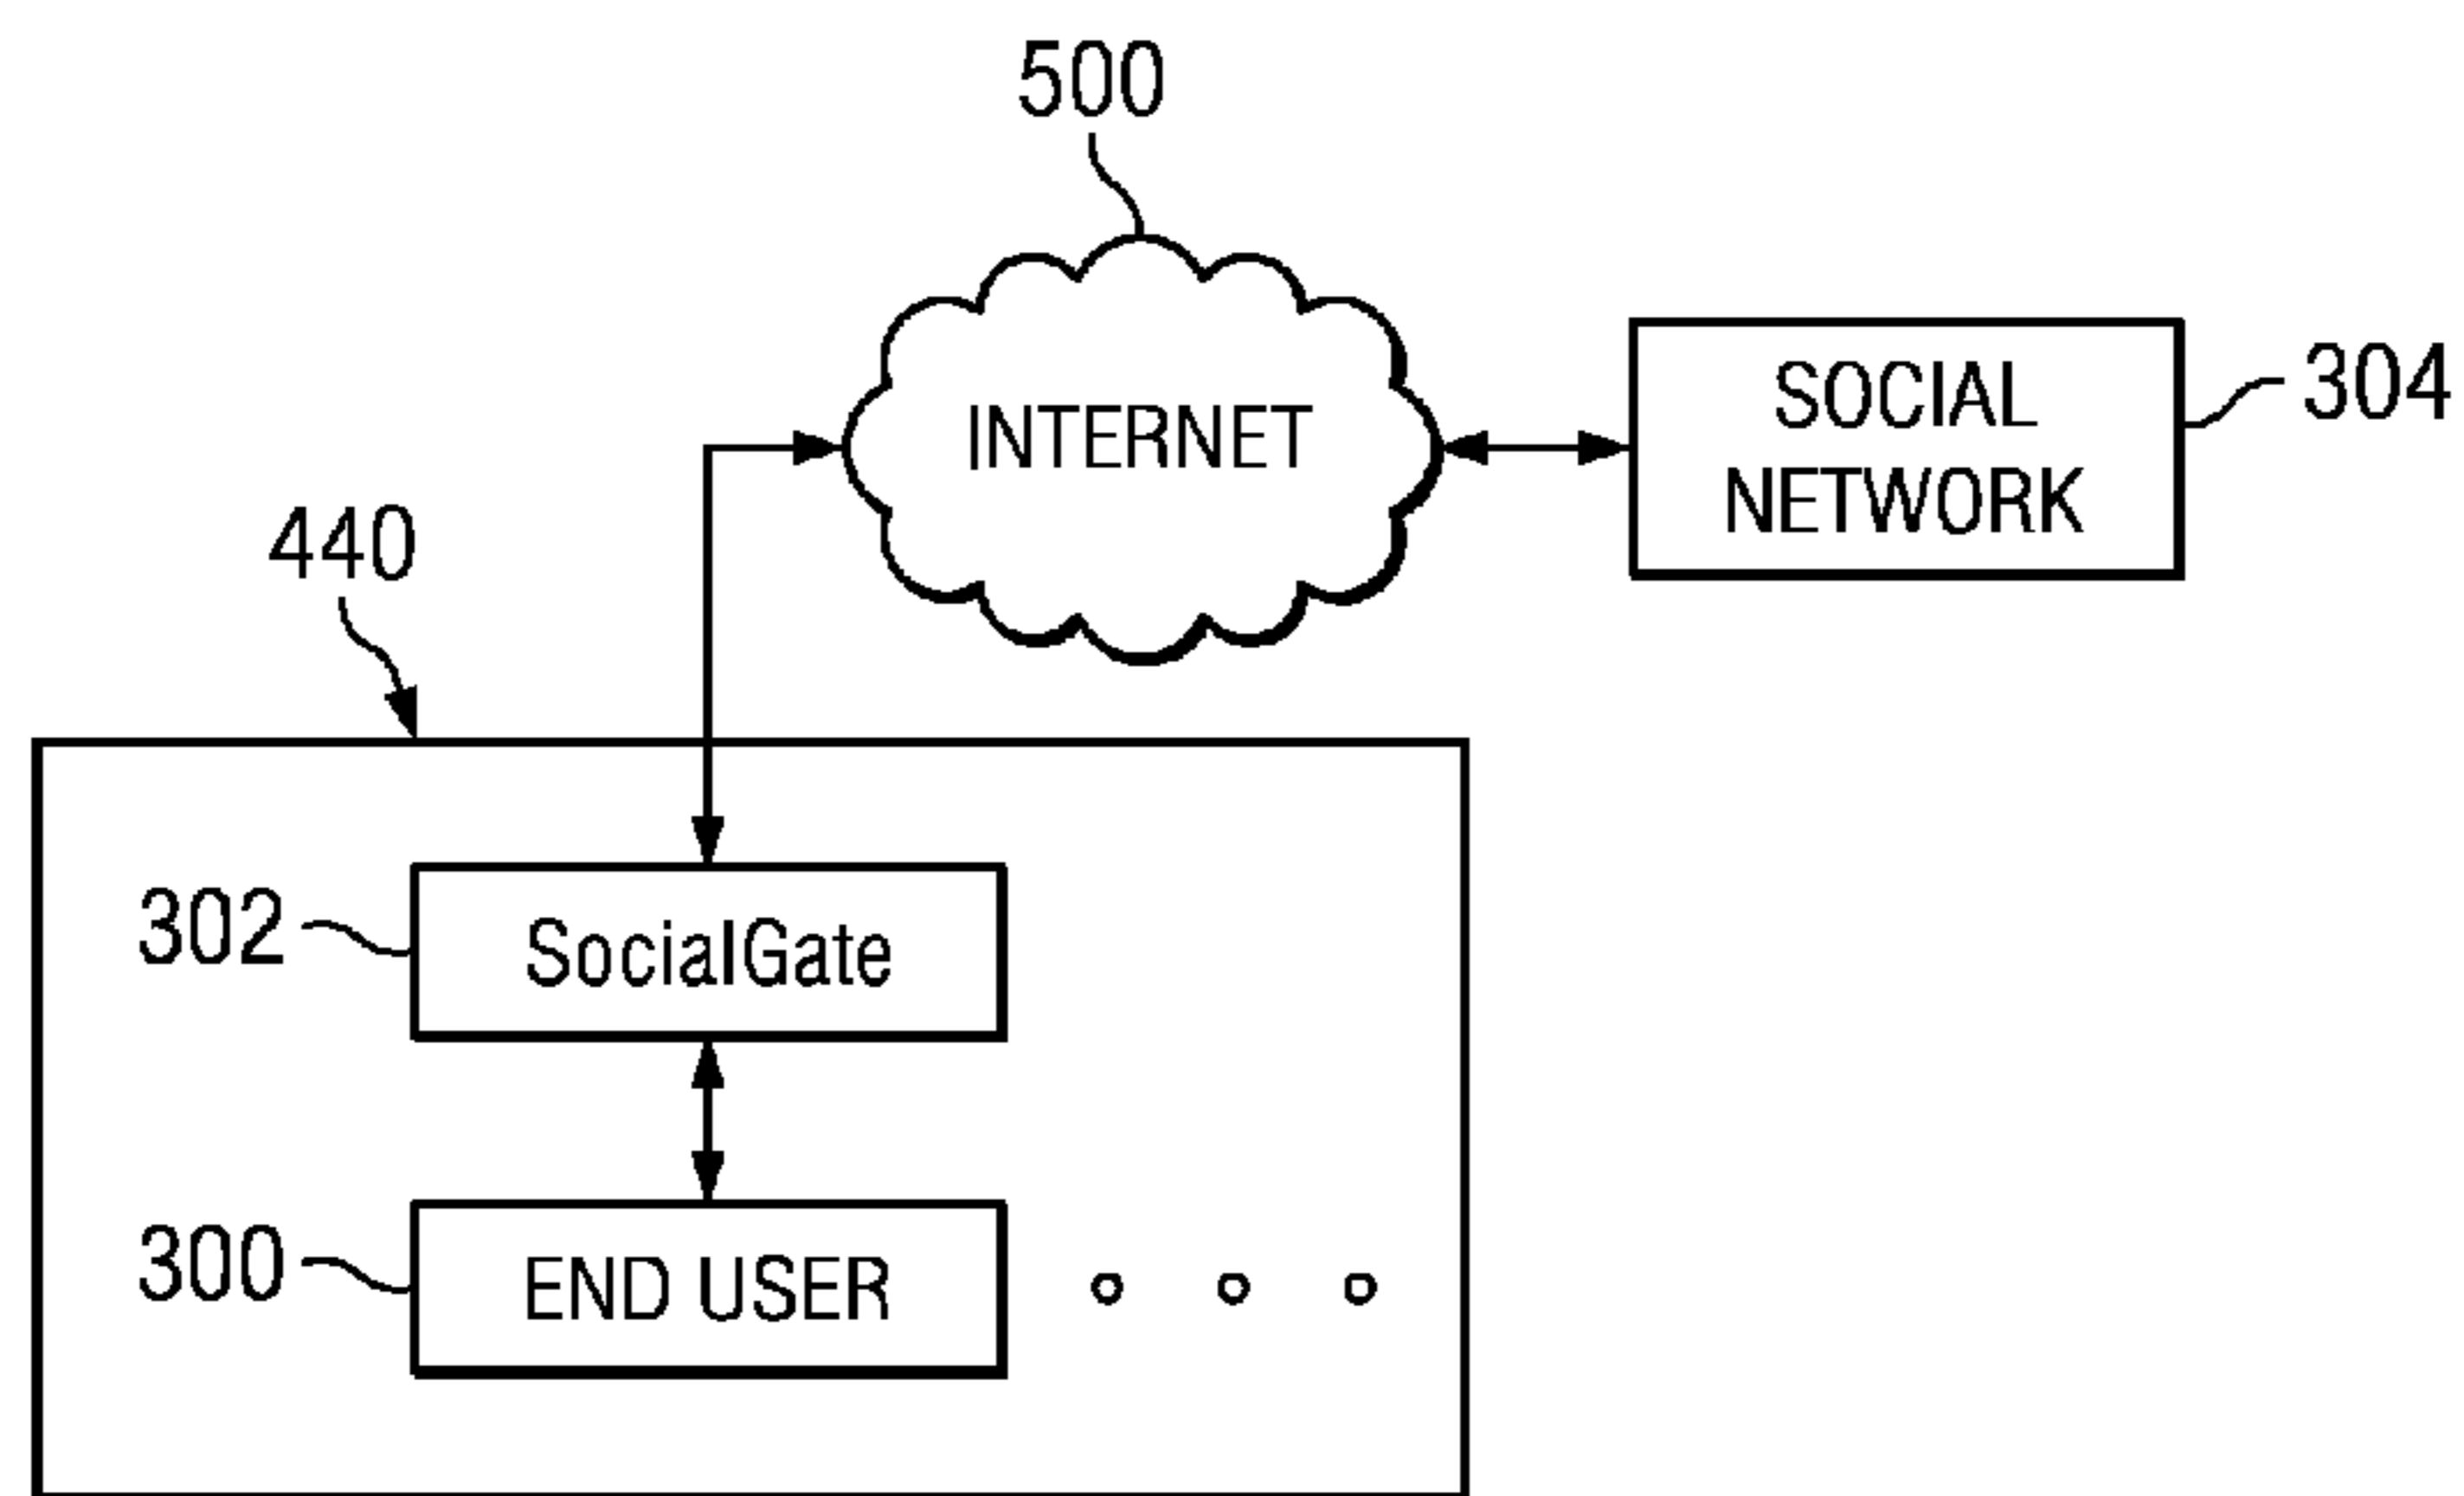 500
INTERNET
SOCIAL
NETWORK
304
440
302
SocialGate
300
END USER